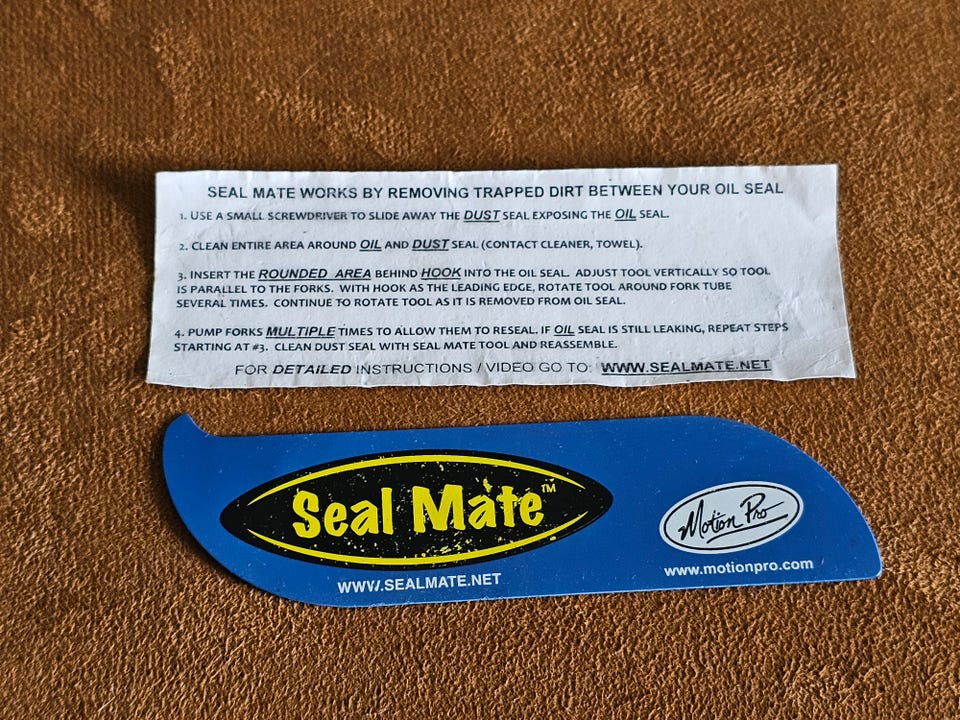 SEAL MATE WORKS BY REMOVING TRAPPED DIRT BETWEEN YOUR OIL SEAL
1. USE A SMALL SCREWDRIVER TO SLIDE AWAY THE DUST SEAL EXPOSING THE OIL SEAL.
2. CLEAN ENTIRE AREA AROUND OIL AND DUST SEAL (CONTACT CLEANER, TOWEL).
3. INSERT THE ROUNDED AREA BEHIND HOOK INTO THE OIL SEAL. ADJUST TOOL VERTICALLY SO TOOL
IS PARALLEL TO THE FORKS. WITH HOOK AS THE LEADING EDGE, ROTATE TOOL AROUND FORK TUBE
SEVERAL TIMES. CONTINUE TO ROTATE TOOL AS IT IS REMOVED FROM OIL SEAL.
4. PUMP FORKS MULTIPLE TIMES TO ALLOW THEM TO RESEAL. IF OIL SEAL IS STILL LEAKING, REPEAT STEPS
STARTING AT #3. CLEAN DUST SEAL WITH SEAL MATE TOOL AND REASSEMBLE.
FOR DETAILED INSTRUCTIONS / VIDEO GO TO: WWW.SEALMATE.NET
Seal Mate™
WWW.SEALMATE.NET
Motion Pro
www.motionpro.com